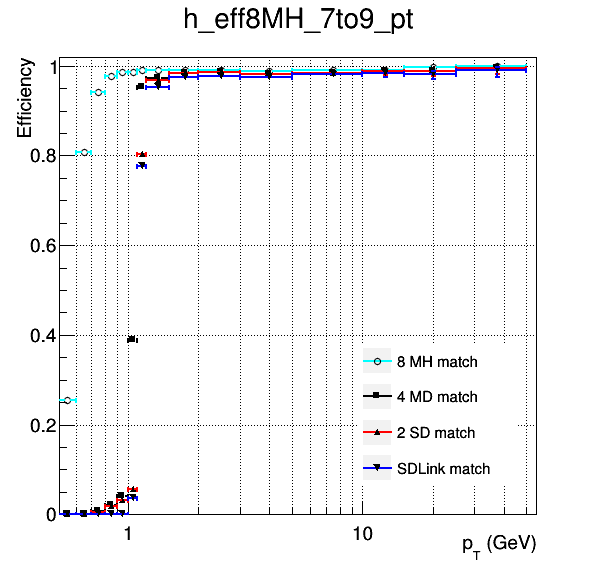 h_eff8MH_7to9_pt
Efficiency
1
0.8
0.6
0.4
0.2
0
8 MH match
4 MD match
2 SD match
SDLink match
1
10
p_T (GeV)